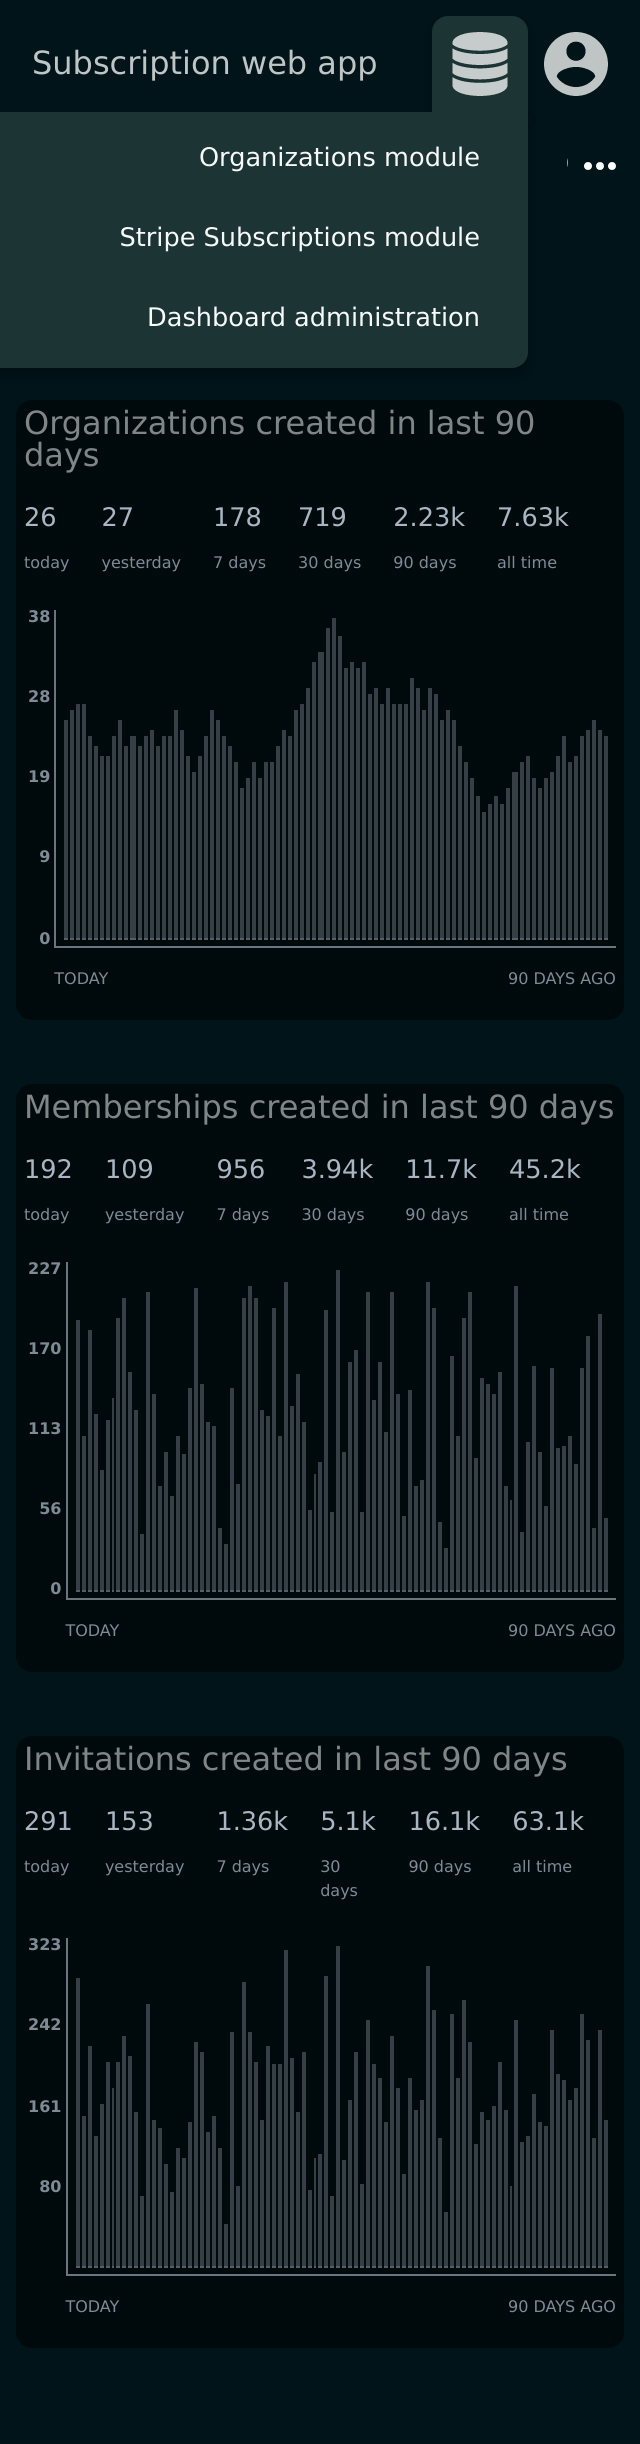 Subscription web app
Organizations module
Stripe Subscriptions module
Dashboard administration
Organizations created in last 90
days
26 27 178 719 2.23k 7.63k
today yesterday 7 days 30 days 90 days all time
38
28
19
9
0
TODAY 90 DAYS AGO
Memberships created in last 90 days
192 109 956 3.94k 11.7k 45.2k
today yesterday 7 days 30 days 90 days all time
227
170
113
56
0
TODAY 90 DAYS AGO
Invitations created in last 90 days
291 153 1.36k 5.1k 16.1k 63.1k
today yesterday 7 days 30 90 days all time
days
323
242
161
80
TODAY 90 DAYS AGO